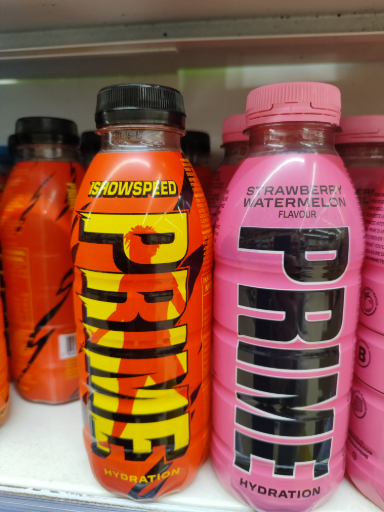 ISHOWSPEED
PRIME
HYDRATION
STRAWBERRY
WATERMELON
FLAVOUR
PRIME
HYDRATION